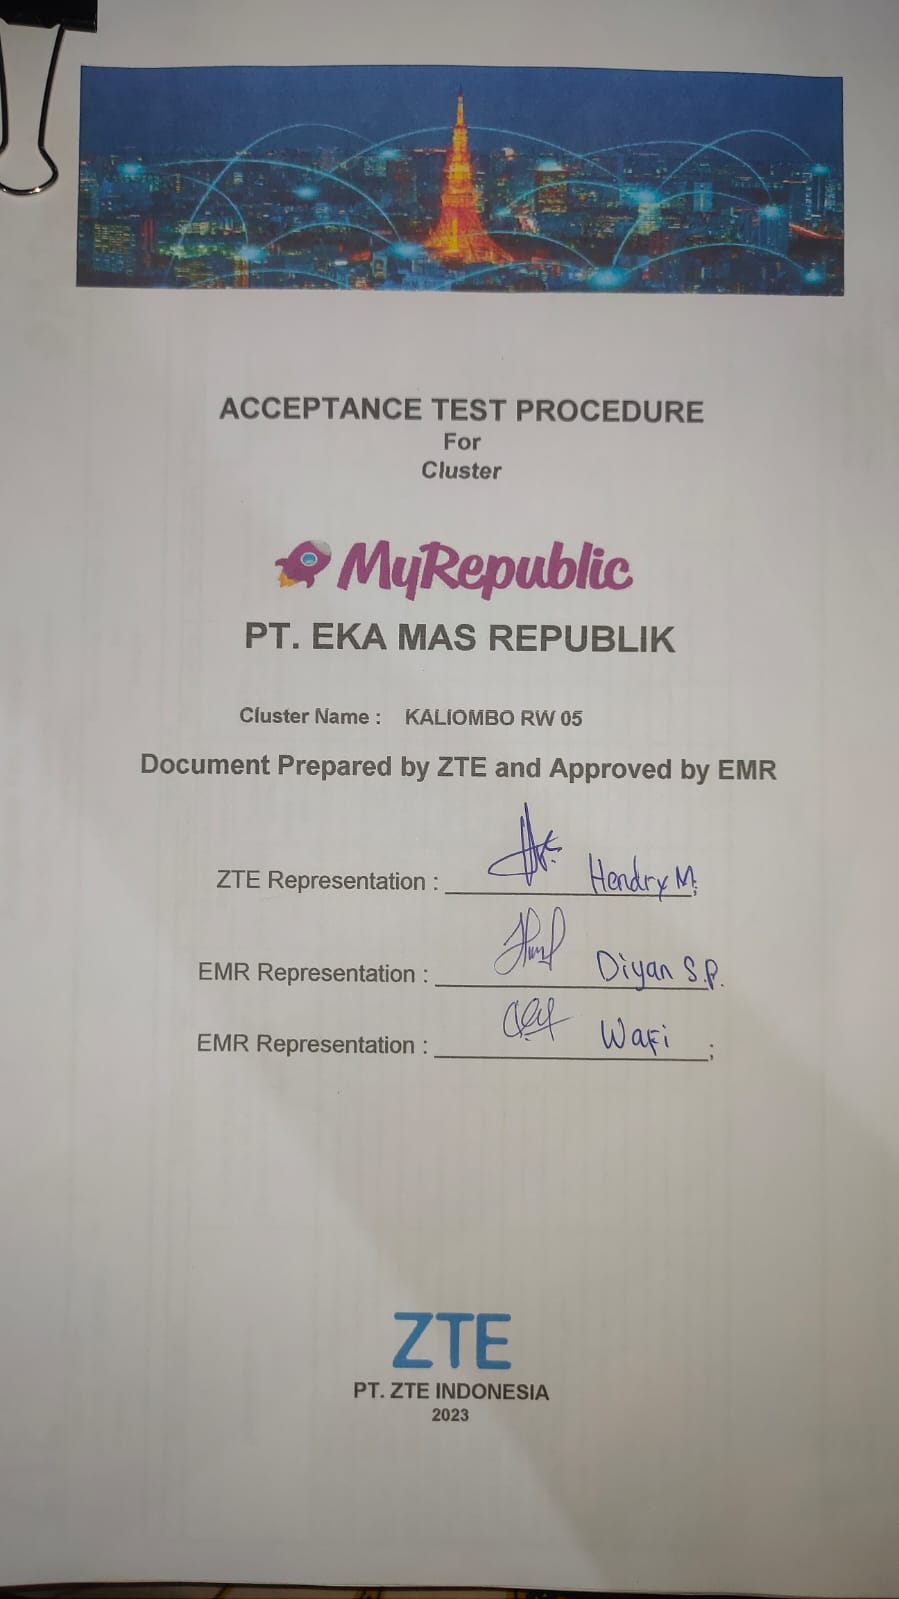 ACCEPTANCE TEST PROCEDURE
For
Cluster
MyRepublic
PT. EKA MAS REPUBLIK
Cluster Name : KALIOMBO RW 05
Document Prepared by ZTE and Approved by EMR
ZTE Representation : Hendry M;
EMR Representation : Diyan S.P.
EMR Representation : Wafi ;
ZTE
PT. ZTE INDONESIA
2023